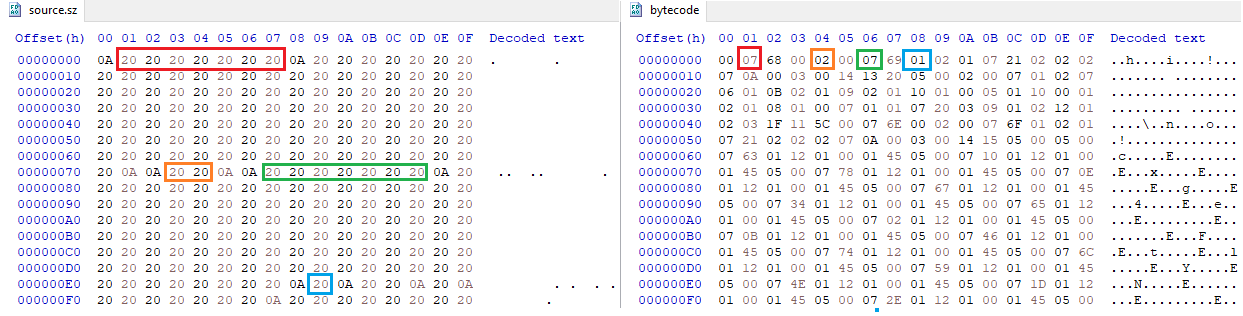 source.sz
Offset(h) 00 01 02 03 04 05 06 07 08 09 0A 0B 0C 0D 0E 0F Decoded text
00000000 0A 20 20 20 20 20 20 20 0A 20 20 20 20 20 20 20 .       .
00000010 20 20 20 20 20 20 20 20 20 20 20 20 20 20 20 20
00000020 20 20 20 20 20 20 20 20 20 20 20 20 20 20 20 20
00000030 20 20 20 20 20 20 20 20 20 20 20 20 20 20 20 20
00000040 20 20 20 20 20 20 20 20 20 20 20 20 20 20 20 20
00000050 20 20 20 20 20 20 20 20 20 20 20 20 20 20 20 20
00000060 20 20 20 20 20 20 20 20 20 20 20 20 20 20 20 20
00000070 20 0A 0A 20 20 0A 0A 20 20 20 20 20 20 20 0A 20 ..  ..       .
00000080 20 20 20 20 20 20 20 20 20 20 20 20 20 20 20 20
00000090 20 20 20 20 20 20 20 20 20 20 20 20 20 20 20 20
000000A0 20 20 20 20 20 20 20 20 20 20 20 20 20 20 20 20
000000B0 20 20 20 20 20 20 20 20 20 20 20 20 20 20 20 20
000000C0 20 20 20 20 20 20 20 20 20 20 20 20 20 20 20 20
000000D0 20 20 20 20 20 20 20 20 20 20 20 20 20 20 20 20
000000E0 20 20 20 20 20 20 20 20 0A 20 0A 20 20 0A 20 0A . .  . .
000000F0 20 20 20 20 20 20 20 0A 20 20 20 20 20 20 20 20 .
bytecode
Offset(h) 00 01 02 03 04 05 06 07 08 09 0A 0B 0C 0D 0E 0F Decoded text
00000000 00 07 68 00 02 00 07 69 01 02 01 07 21 02 02 02 ..h....i....!...
00000010 07 0A 00 03 00 14 13 20 05 00 02 00 07 01 02 07 ....... ........
00000020 06 01 0B 02 01 09 02 01 10 01 00 05 01 10 00 01 ................
00000030 02 01 08 01 00 07 01 01 07 20 03 09 01 02 12 01 ......... ......
00000040 02 03 1F 11 5C 00 07 6E 00 02 00 07 6F 01 02 01 ....\..n....o...
00000050 07 21 02 02 02 07 0A 00 03 00 14 15 05 00 05 00 .!..............
00000060 07 63 01 12 01 00 01 45 05 00 07 10 01 12 01 00 .c.....E........
00000070 01 45 05 00 07 78 01 12 01 00 01 45 05 00 07 0E .E...x.....E....
00000080 01 12 01 00 01 45 05 00 07 67 01 12 01 00 01 45 .....E...g.....E
00000090 05 00 07 34 01 12 01 00 01 45 05 00 07 65 01 12 ...4.....E...e..
000000A0 01 00 01 45 05 00 07 02 01 12 01 00 01 45 05 00 ...E.........E..
000000B0 07 0B 01 12 01 00 01 45 05 00 07 46 01 12 01 00 .......E...F....
000000C0 01 45 05 00 07 74 01 12 01 00 01 45 05 00 07 6C .E...t.....E...l
000000D0 01 12 01 00 01 45 05 00 07 59 01 12 01 00 01 45 .....E...Y.....E
000000E0 05 00 07 4E 01 12 01 00 01 45 05 00 07 1D 01 12 ...N.....E......
000000F0 01 00 01 45 05 00 07 2E 01 12 01 00 01 45 05 00 ...E.........E..